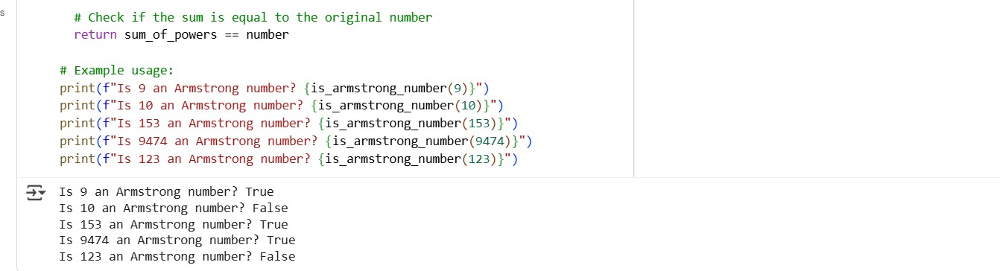 s
# Check if the sum is equal to the original number
return sum_of_powers == number
# Example usage:
print(f"Is 9 an Armstrong number? {is_armstrong_number(9)}")
print(f"Is 10 an Armstrong number? {is_armstrong_number(10)}")
print(f"Is 153 an Armstrong number? {is_armstrong_number(153)}")
print(f"Is 9474 an Armstrong number? {is_armstrong_number(9474)}")
print(f"Is 123 an Armstrong number? {is_armstrong_number(123)}")
Is 9 an Armstrong number? True
Is 10 an Armstrong number? False
Is 153 an Armstrong number? True
Is 9474 an Armstrong number? True
Is 123 an Armstrong number? False